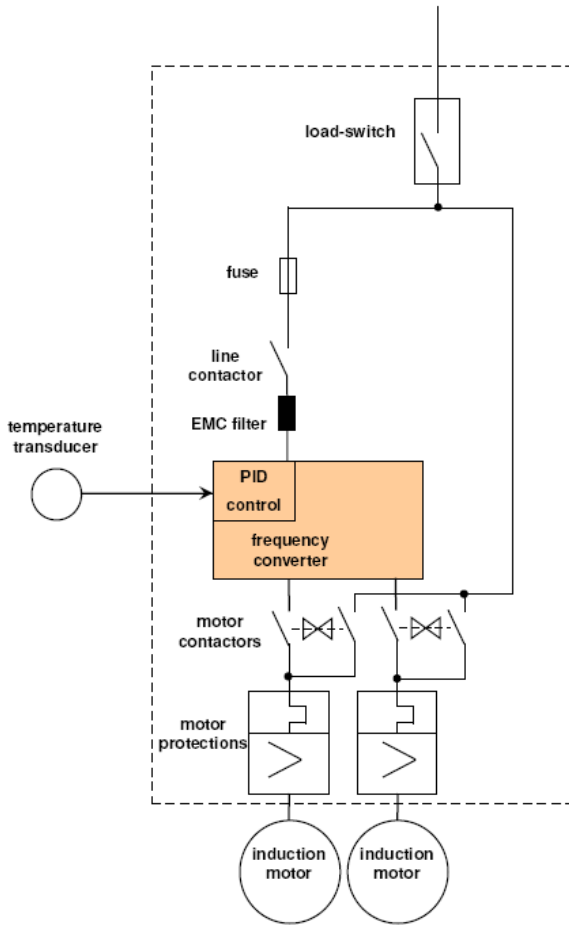 load-switch
fuse
line
contactor
EMC filter
temperature
transducer
PID
control
frequency
converter
motor
contactors
motor
protections
induction
motor
induction
motor